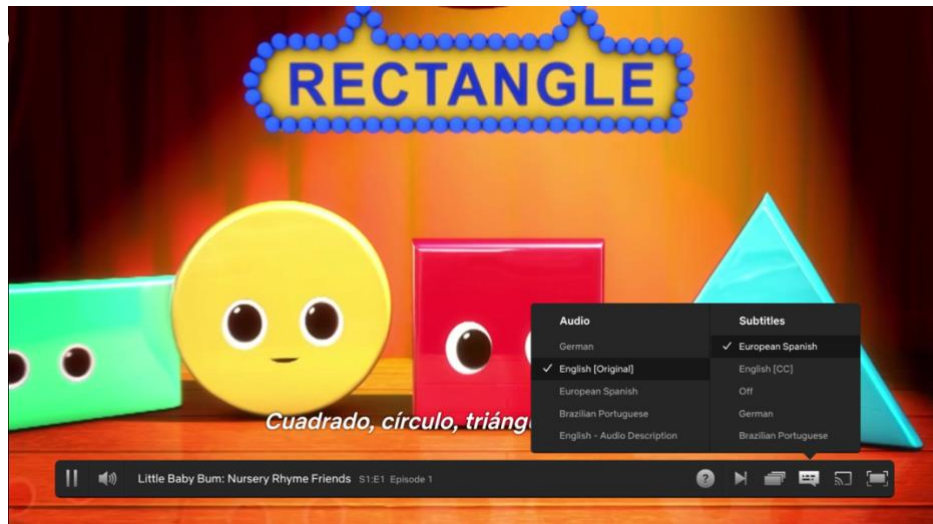 RECTANGLE
Cuadrado, círculo,
Audio
German
✓ English [Original]
European Spanish
Brazilian Portuguese
English - Audio Description
Subtitles
✓ European Spanish
English [CC]
Off
German
Brazilian Portuguese
Little Baby Bum: Nursery Rhyme Friends S1:E1 Episode 1
?